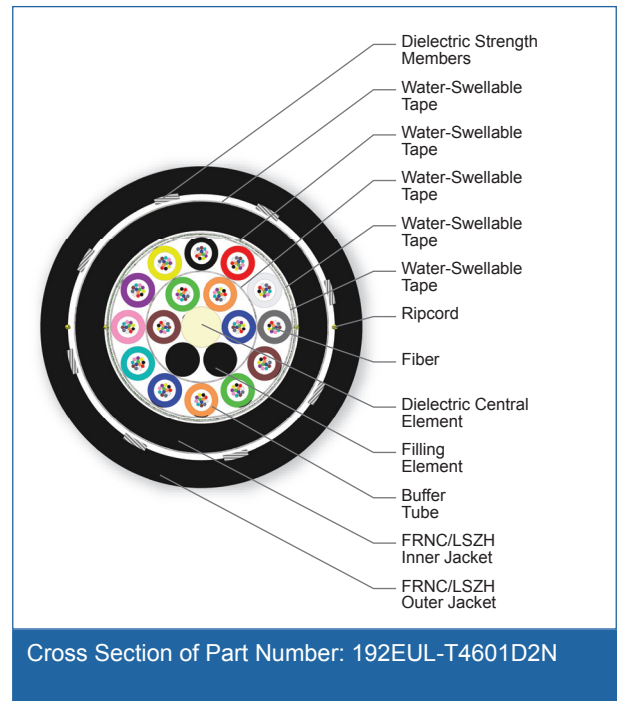 Dielectric Strength
Members
Water-Swellable
Tape
Water-Swellable
Tape
Water-Swellable
Tape
Water-Swellable
Tape
Water-Swellable
Tape
Ripcord
Fiber
Dielectric Central
Element
Filling
Element
Buffer
Tube
FRNC/LSZH
Inner Jacket
FRNC/LSZH
Outer Jacket
Cross Section of Part Number: 192EUL-T4601D2N